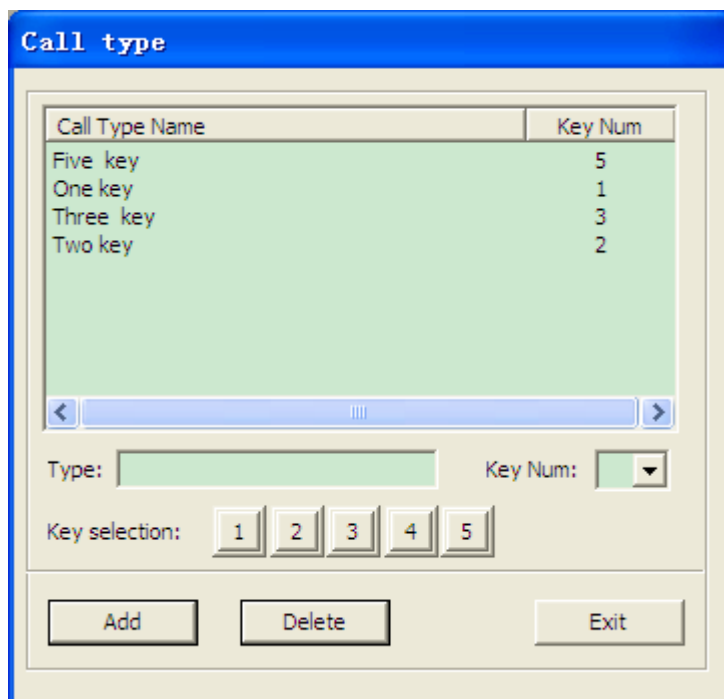 Call type
Call Type Name Key Num
Five key 5
One key 1
Three key 3
Two key 2
Type: Key Num:
Key selection: 1 2 3 4 5
Add Delete Exit